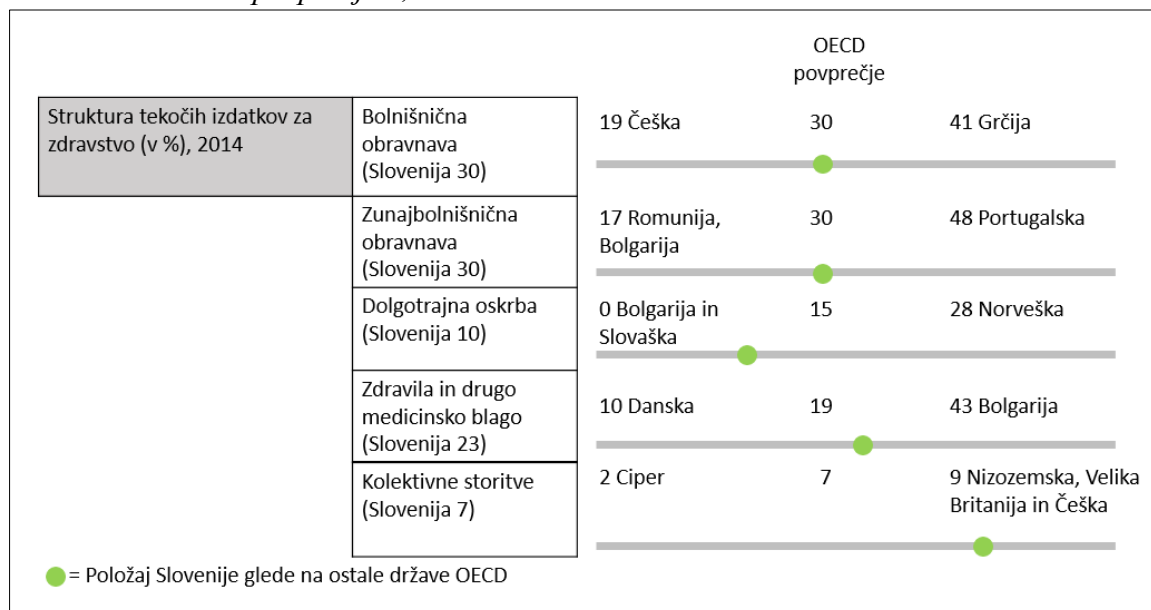 OECD
povprečje
Struktura tekočih izdatkov za
zdravstvo (v %), 2014
Bolnišnična
obravnava
(Slovenija 30)
19 Češka 30 41 Grčija
Zunajbolnišnična
obravnava
(Slovenija 30)
17 Romunija,
Bolgarija
30 48 Portugalska
Dolgotrajna oskrba
(Slovenija 10)
0 Bolgarija in
Slovaška
15 28 Norveška
Zdravila in drugo
medicinsko blago
(Slovenija 23)
10 Danska 19 43 Bolgarija
Kolektivne storitve
(Slovenija 7)
2 Ciper 7 9 Nizozemska, Velika
Britanija in Češka
= Položaj Slovenije glede na ostale države OECD